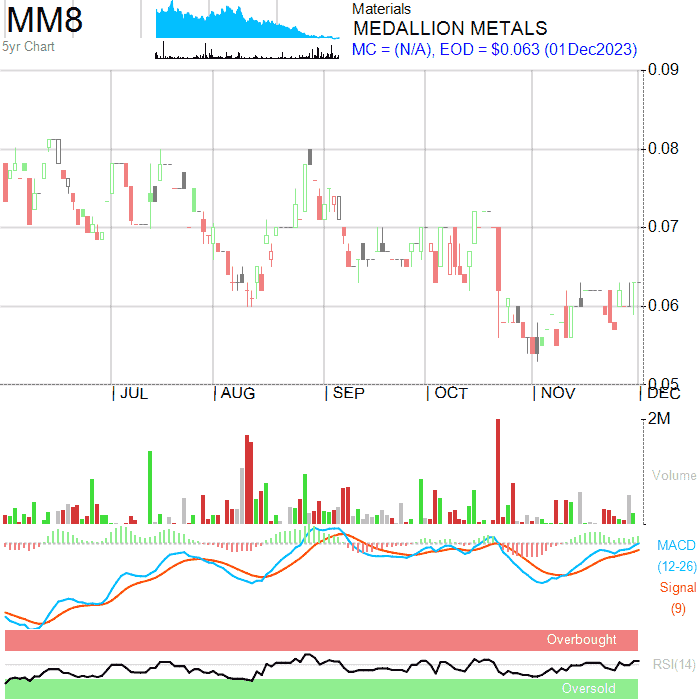 MM8
5yr Chart
Materials
MEDALLION METALS
MC = (N/A), EOD = $0.063 (01Dec2023)
0.09
0.08
0.07
0.06
0.05
JUL AUG SEP OCT NOV DEC
2M
Volume
MACD
(12-26)
Signal
(9)
Overbought
RSI(14)
Oversold